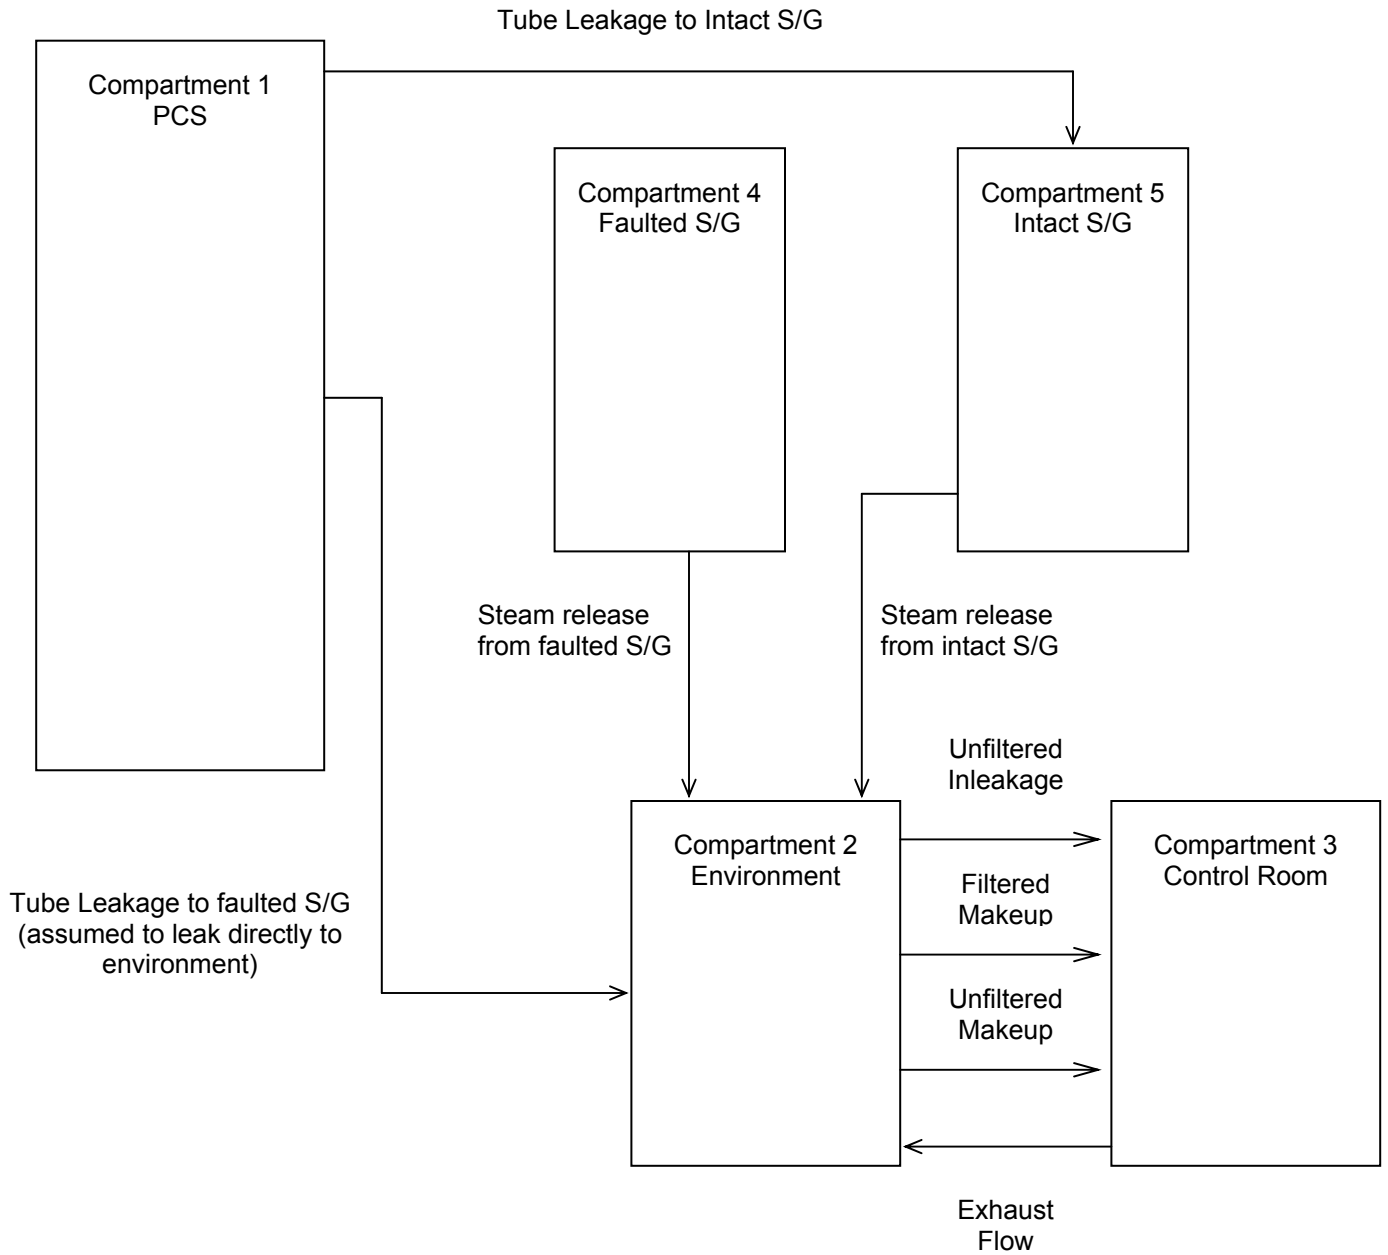 Tube Leakage to Intact S/G
Compartment 1
PCS
Compartment 4
Faulted S/G
Compartment 5
Intact S/G
Steam release
from faulted S/G
Steam release
from intact S/G
Unfiltered
Inleakage
Compartment 2
Environment
Compartment 3
Control Room
Filtered
Makeup
Tube Leakage to faulted S/G
(assumed to leak directly to
environment)
Unfiltered
Makeup
Exhaust
Flow